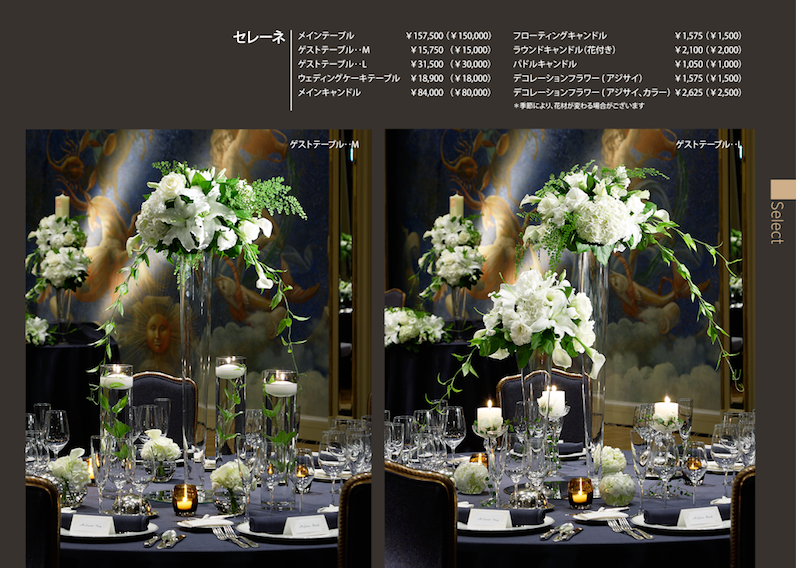 セレーネ
メインテーブル ￥157,500（￥150,000）
ゲストテーブル‥M ￥15,750（￥15,000）
ゲストテーブル‥L ￥31,500（￥30,000）
ウェディングケーキテーブル ￥18,900（￥18,000）
メインキャンドル ￥84,000（￥80,000）
フローティングキャンドル ￥1,575（￥1,500）
ラウンドキャンドル（花付き） ￥2,100（￥2,000）
パドルキャンドル ￥1,050（￥1,000）
デコレーションフラワー ( アジサイ） ￥1,575（￥1,500）
デコレーションフラワー ( アジサイ、カラー） ￥2,625（￥2,500）
＊季節により、花材が変わる場合がございます
ゲストテーブル‥M
ゲストテーブル‥L
Select